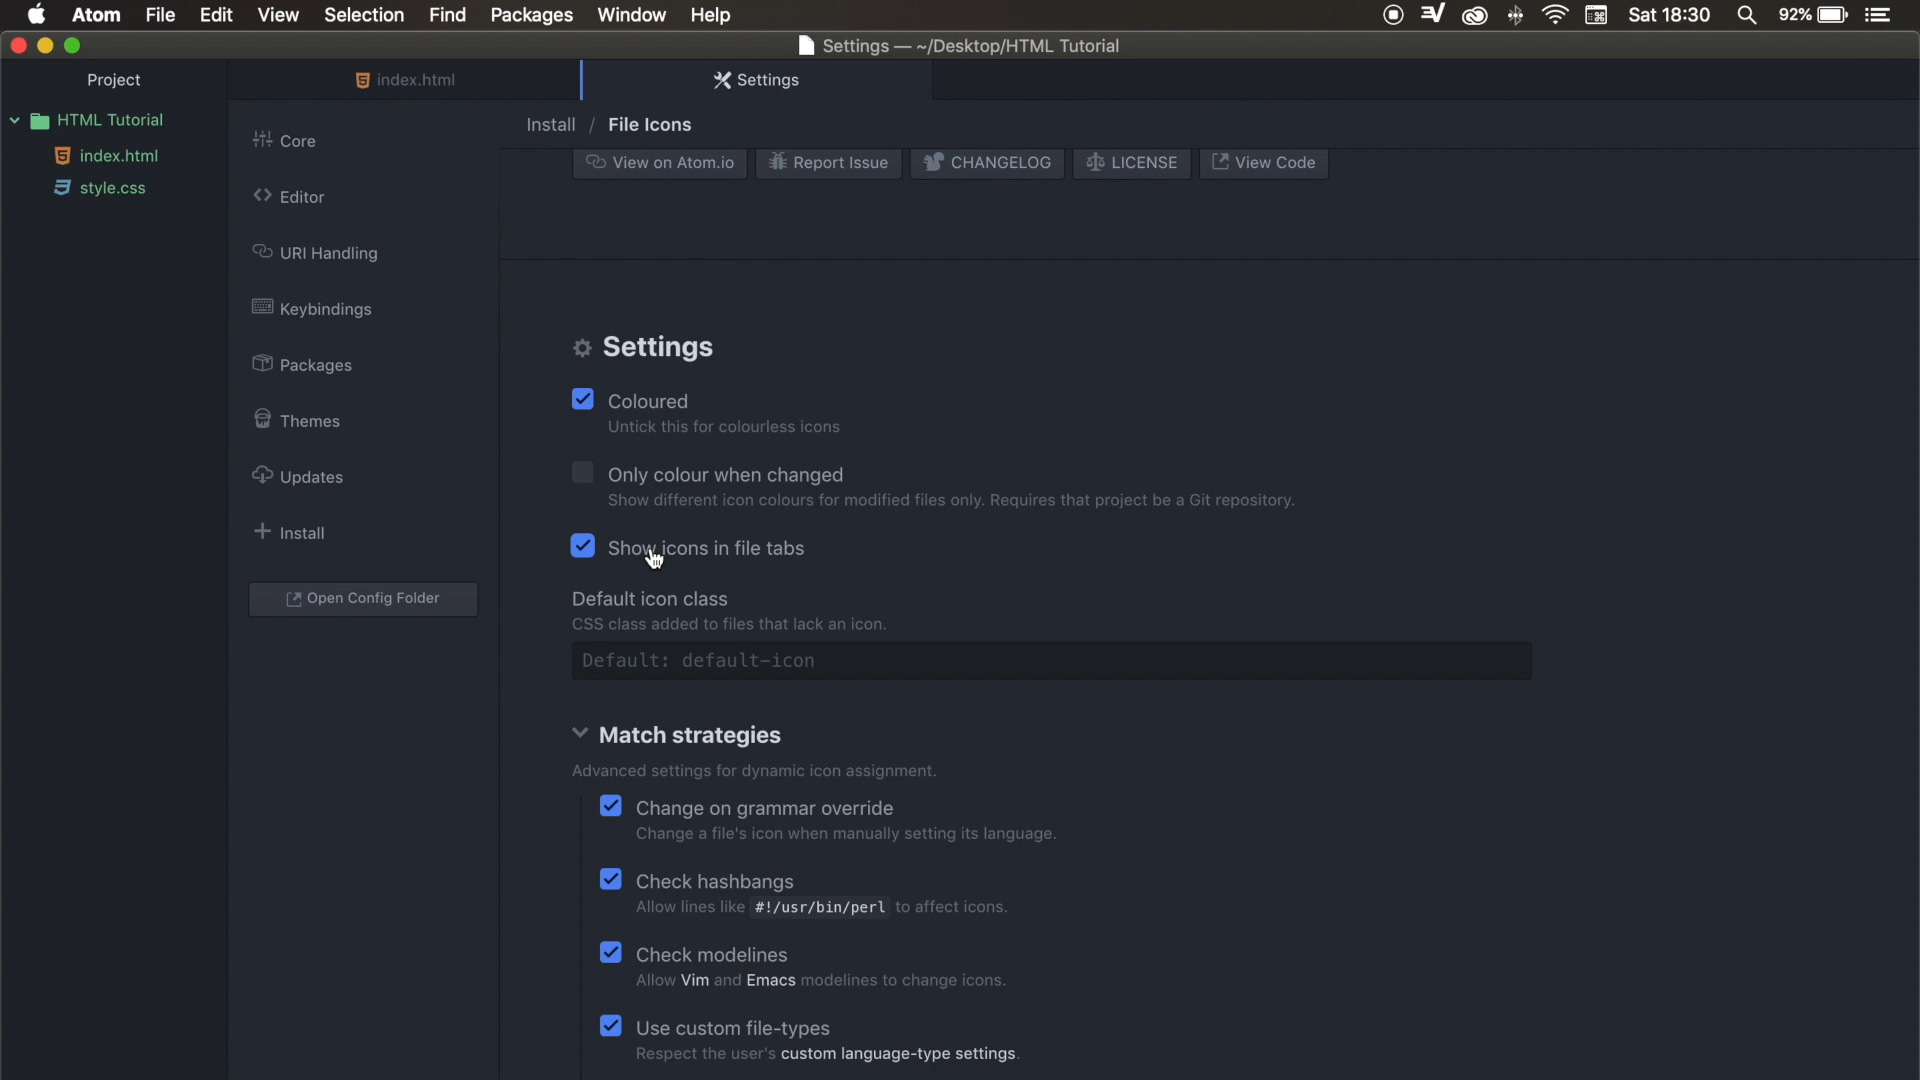 Atom File Edit View Selection Find Packages Window Help Sat 18:30 92%
Settings — ~/Desktop/HTML Tutorial
Project
index.html
Settings
HTML Tutorial
index.html
style.css
Core
Editor
URI Handling
Keybindings
Packages
Themes
Updates
Install
Open Config Folder
Install / File Icons
View on Atom.io Report Issue CHANGELOG LICENSE View Code
Settings
Coloured
Untick this for colourless icons
Only colour when changed
Show different icon colours for modified files only. Requires that project be a Git repository.
Show icons in file tabs
Default icon class
CSS class added to files that lack an icon.
Default: default-icon
Match strategies
Advanced settings for dynamic icon assignment.
Change on grammar override
Change a file's icon when manually setting its language.
Check hashbangs
Allow lines like #!/usr/bin/perl to affect icons.
Check modelines
Allow Vim and Emacs modelines to change icons.
Use custom file-types
Respect the user's custom language-type settings.